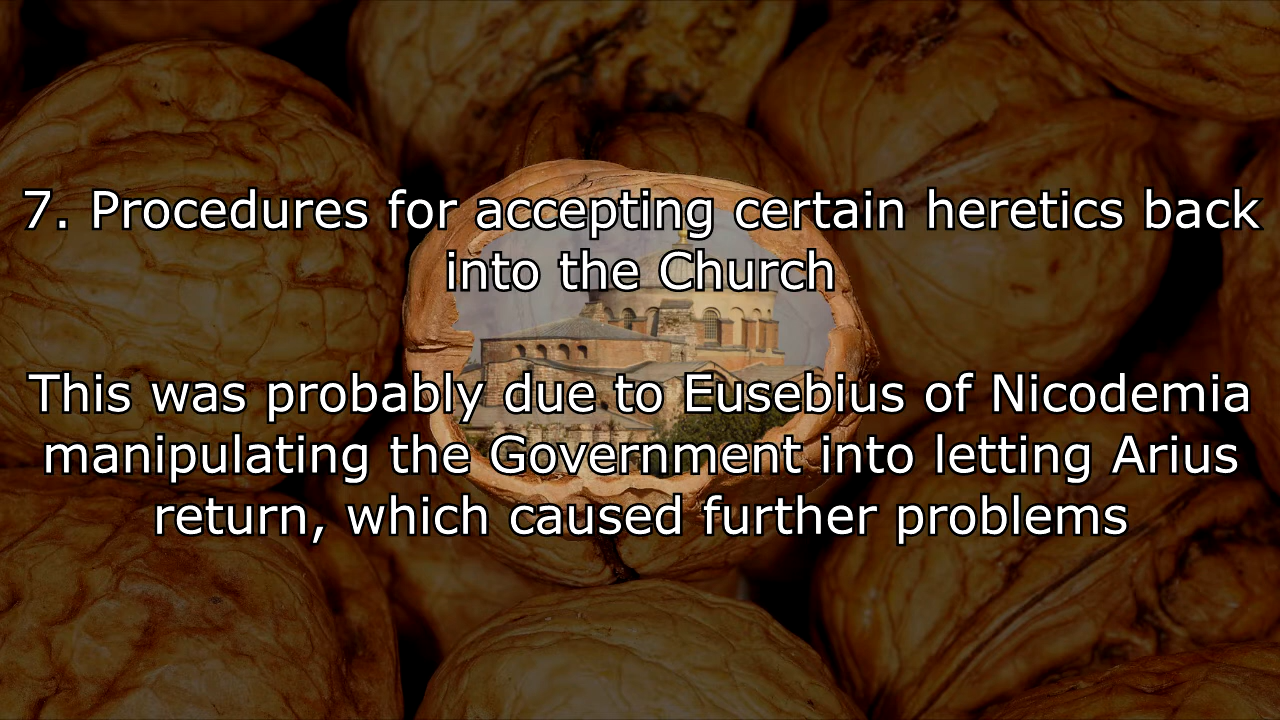 7. Procedures for accepting certain heretics back
into the Church
This was probably due to Eusebius of Nicodemia
manipulating the Government into letting Arius
return, which caused further problems